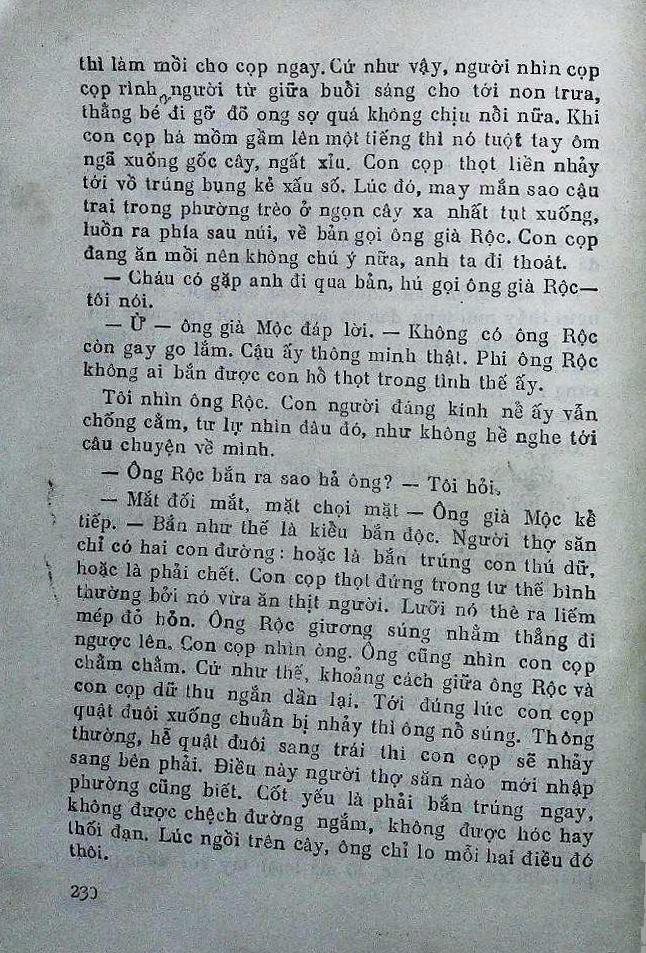 thì làm mồi cho cọp ngay. Cứ như vậy, người nhìn cọp
cọp rình người từ giữa buổi sáng cho tới non trưa,
thằng bé đi gỡ đõ ong sợ quá không chịu nổi nữa. Khi
con cọp há mồm gầm lên một tiếng thì nó tuột tay ôm
ngã xuống gốc cây, ngất xỉu. Con cọp thọt liền nhảy
tới vồ trúng bụng kẻ xấu số. Lúc đó, may mắn sao cậu
trai trong phường trèo ở ngọn cây xa nhất tụt xuống,
luồn ra phía sau núi, về bản gọi ông già Rộc. Con cọp
đang ăn mồi nên không chú ý nữa, anh ta đi thoát.
— Cháu có gặp anh đi qua bản, hú gọi ông già Rộc—
tôi nói.
— Ừ — ông già Mộc đáp lời. — Không có ông Rộc
còn gay go lắm. Cậu ấy thông minh thật. Phi ông Rộc
không ai bắn được con hổ thọt trong tình thế ấy.
Tôi nhìn ông Rộc. Con người đáng kính nể ấy vẫn
chống cằm, tư lự nhìn đâu đó, như không hề nghe tới
câu chuyện về mình.
— Ông Rộc bắn ra sao hả ông? — Tôi hỏi.
— Mắt đối mắt, mặt chọi mặt — Ông già Mộc kể
tiếp. — Bắn như thế là kiểu bắn độc. Người thợ săn
chỉ có hai con đường: hoặc là bắn trúng con thú dữ,
hoặc là phải chết. Con cọp thọt đứng trong tư thế bình
thường bởi nó vừa ăn thịt người. Lưỡi nó thè ra liếm
mép đỏ hỏn. Ông Rộc giương súng nhằm thẳng đi
ngược lên. Con cọp nhìn ông. Ông cũng nhìn con cọp
chằm chằm. Cứ như thế, khoảng cách giữa ông Rộc và
con cọp dữ thu ngắn dần lại. Tới đúng lúc con cọp
quật đuôi xuống chuẩn bị nhảy thì ông nổ súng. Thông
thường, hễ quật đuôi sang trái thì con cọp sẽ nhảy
sang bên phải. Điều này người thợ săn nào mới nhập
phường cũng biết. Cốt yếu là phải bắn trúng ngay,
không được chệch đường ngắm, không được hóc hay
thối đạn. Lúc ngồi trên cây, ông chỉ lo mỗi hai điều đó
thôi.
230